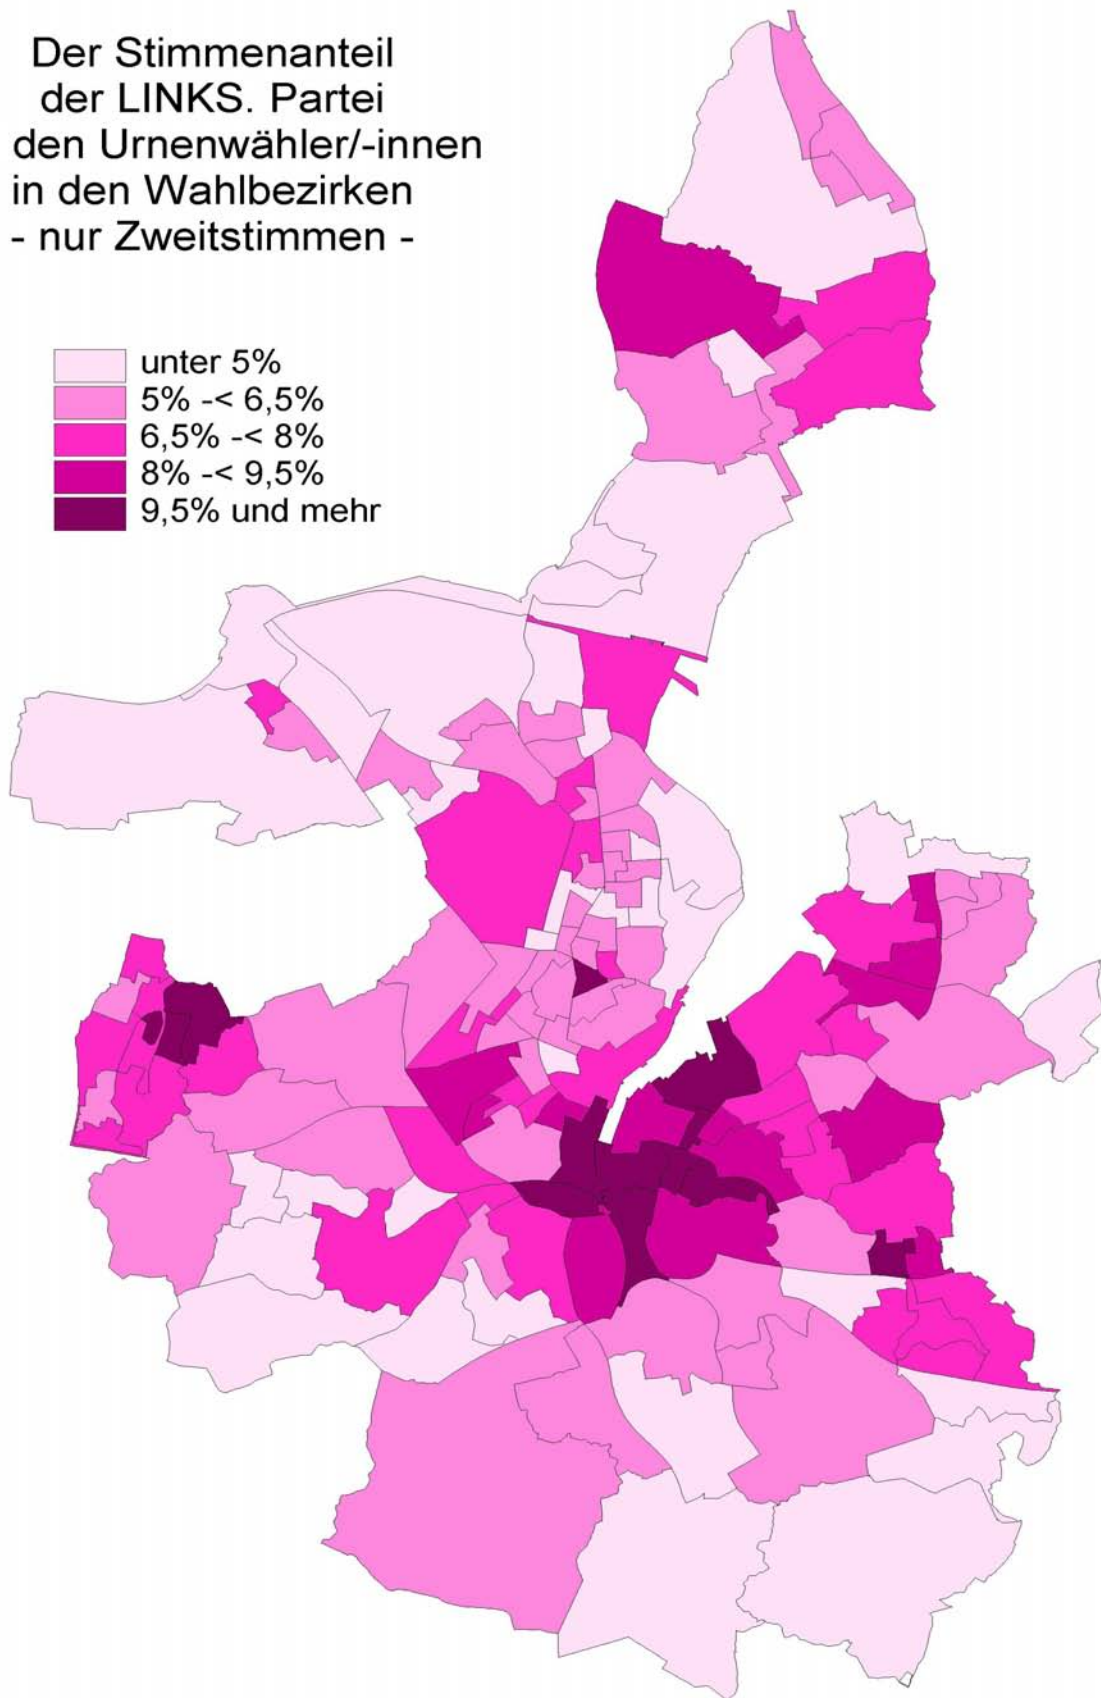 Der Stimmenanteil
der LINKS. Partei
den Urnenwähler/-innen
in den Wahlbezirken
- nur Zweitstimmen -
unter 5%
5% -< 6,5%
6,5% -< 8%
8% -< 9,5%
9,5% und mehr